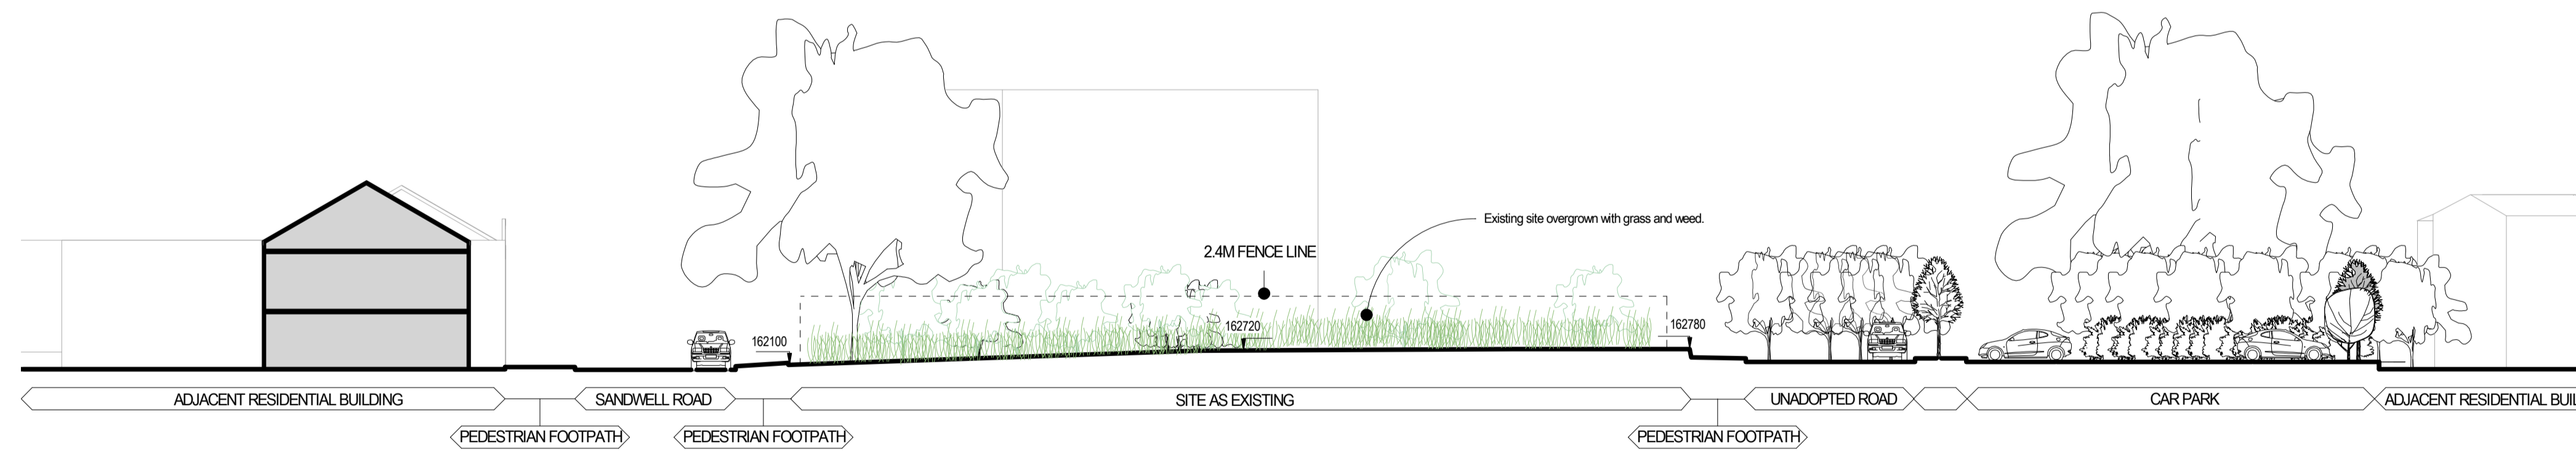 Existing site overgrown with grass and weed.
2.4M FENCE LINE
162100
162720
162780
ADJACENT RESIDENTIAL BUILDING
SANDWELL ROAD
SITE AS EXISTING
UNADOPTED ROAD
CAR PARK
ADJACENT RESIDENTIAL BUI
PEDESTRIAN FOOTPATH
PEDESTRIAN FOOTPATH
PEDESTRIAN FOOTPATH